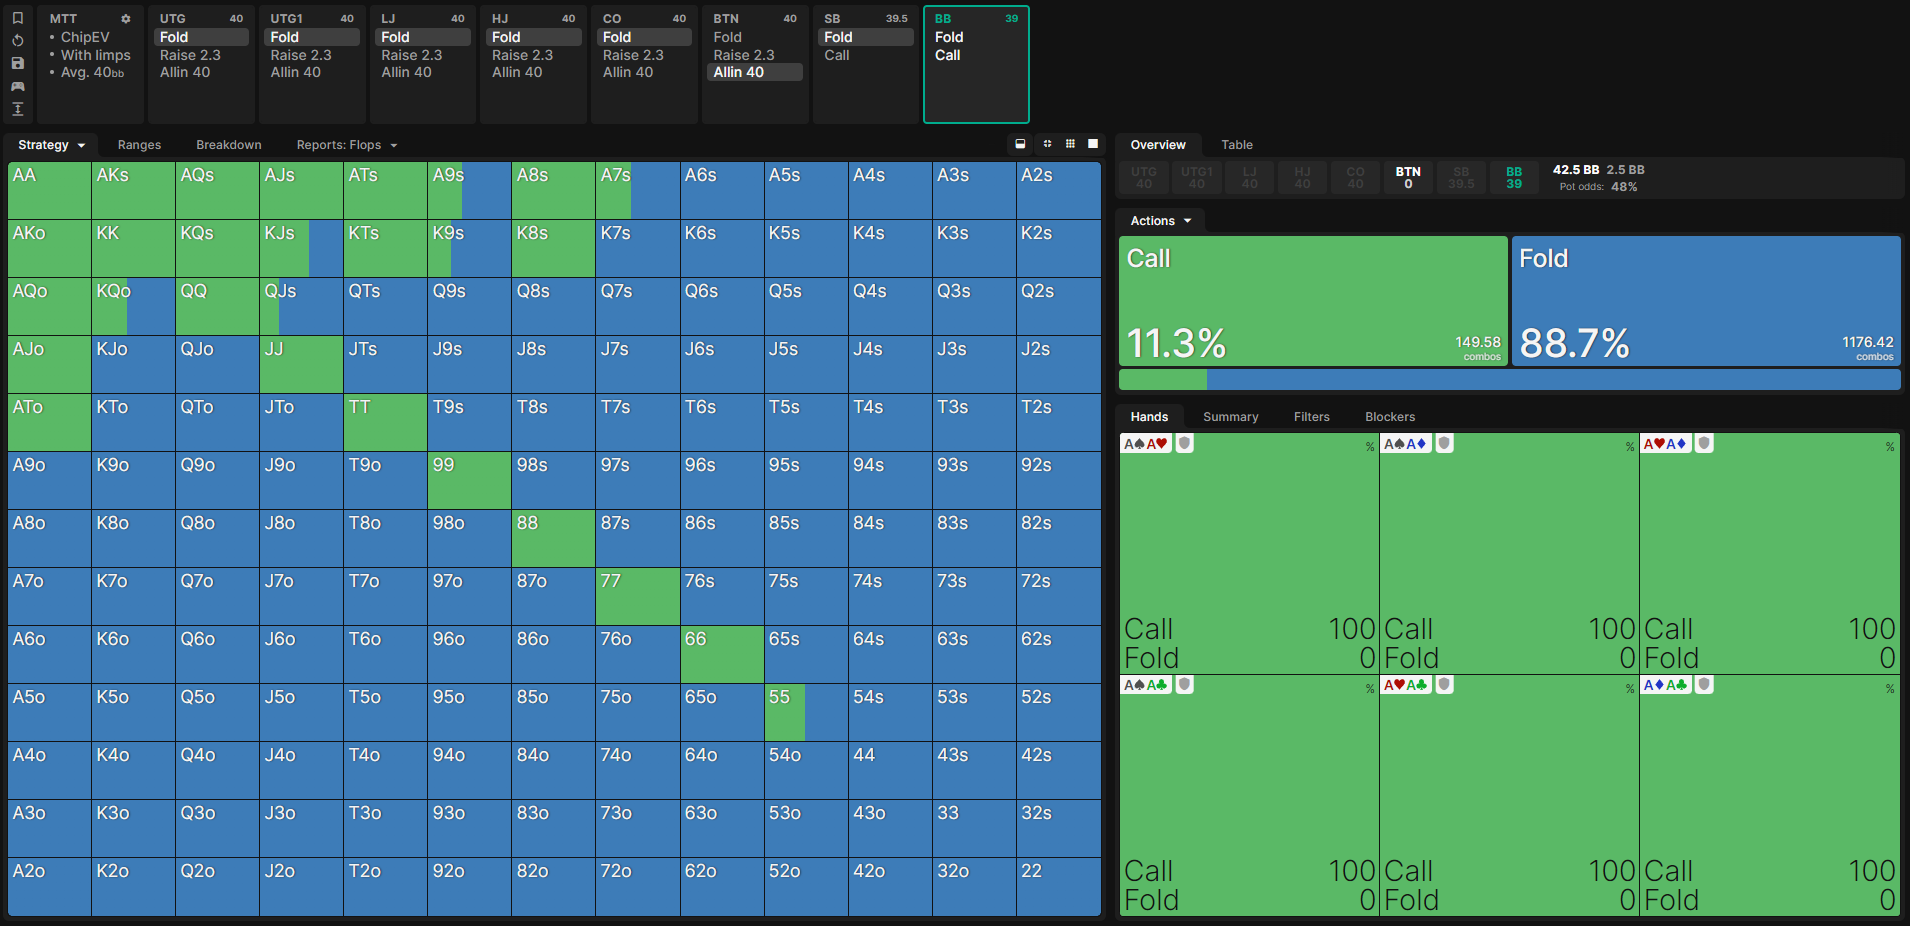 MTT
• ChipEV
• With limps
• Avg. 40bb
UTG 40
Fold
Raise 2.3
Allin 40
UTG1 40
Fold
Raise 2.3
Allin 40
LJ 40
Fold
Raise 2.3
Allin 40
HJ 40
Fold
Raise 2.3
Allin 40
CO 40
Fold
Raise 2.3
Allin 40
BTN 40
Fold
Raise 2.3
Allin 40
SB 39.5
Fold
Call
BB 39
Fold
Call
Strategy Ranges Breakdown Reports: Flops
AA AKs AQs AJs ATs A9s A8s A7s A6s A5s A4s A3s A2s
AKo KK KQs KJs KTs K9s K8s K7s K6s K5s K4s K3s K2s
AQo KQo QQ QJs QTs Q9s Q8s Q7s Q6s Q5s Q4s Q3s Q2s
AJo KJo QJo JJ JTs J9s J8s J7s J6s J5s J4s J3s J2s
ATo KTo QTo JTo TT T9s T8s T7s T6s T5s T4s T3s T2s
A9o K9o Q9o J9o T9o 99 98s 97s 96s 95s 94s 93s 92s
A8o K8o Q8o J8o T8o 98o 88 87s 86s 85s 84s 83s 82s
A7o K7o Q7o J7o T7o 97o 87o 77 76s 75s 74s 73s 72s
A6o K6o Q6o J6o T6o 96o 86o 76o 66 65s 64s 63s 62s
A5o K5o Q5o J5o T5o 95o 85o 75o 65o 55 54s 53s 52s
A4o K4o Q4o J4o T4o 94o 84o 74o 64o 54o 44 43s 42s
A3o K3o Q3o J3o T3o 93o 83o 73o 63o 53o 43o 33 32s
A2o K2o Q2o J2o T2o 92o 82o 72o 62o 52o 42o 32o 22
Overview Table
UTG UTG1 LJ HJ CO BTN SB BB
40 40 40 40 40 0 39.5 39
42.5 BB 2.5 BB
Pot odds: 48%
Actions
Call
11.3%
149.58
combos
Fold
88.7%
1176.42
combos
Hands Summary Filters Blockers
A♠A♥ %
Call 100
Fold 0
A♠A♦ %
Call 100
Fold 0
A♥A♦ %
Call 100
Fold 0
A♠A♣ %
Call 100
Fold 0
A♥A♣ %
Call 100
Fold 0
A♦A♣ %
Call 100
Fold 0